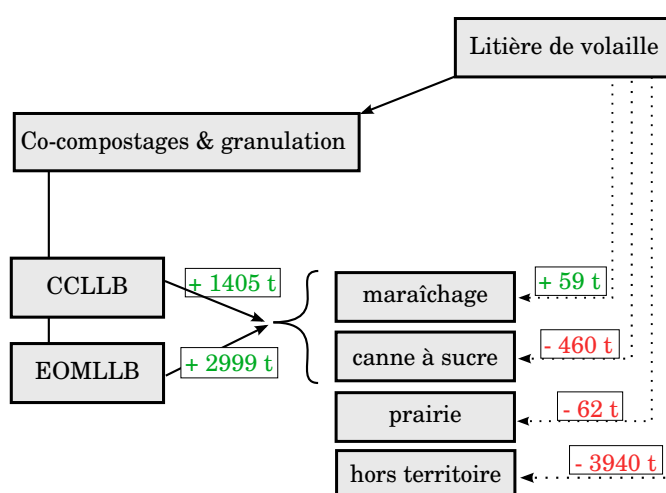 Litière de volaille
Co-compostages & granulation
CCLLB
+ 1405 t
EOMLLB
+ 2999 t
maraîchage
+ 59 t
canne à sucre
- 460 t
prairie
- 62 t
hors territoire
- 3940 t